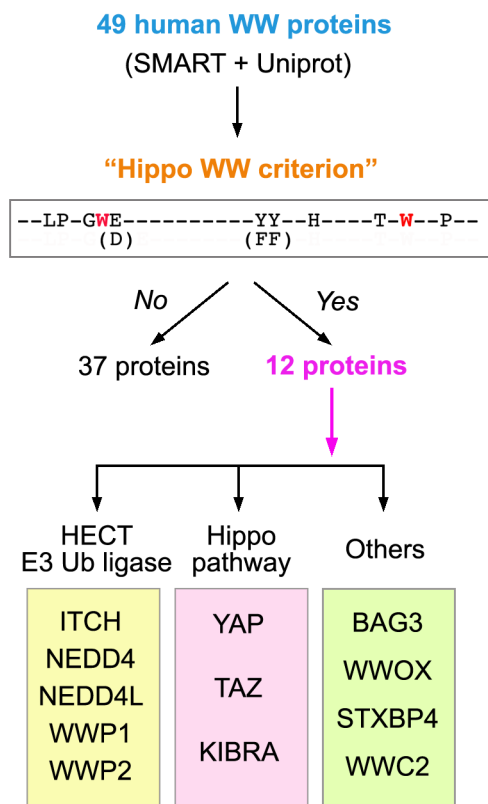 49 human WW proteins
(SMART + Uniprot)
“Hippo WW criterion”
--LP-GWE----------YY--H----T-W--P--
(D) (FF)
No Yes
37 proteins 12 proteins
HECT
E3 Ub ligase
Hippo
pathway
Others
ITCH
NEDD4
NEDD4L
WWP1
WWP2
YAP
TAZ
KIBRA
BAG3
WWOX
STXBP4
WWC2